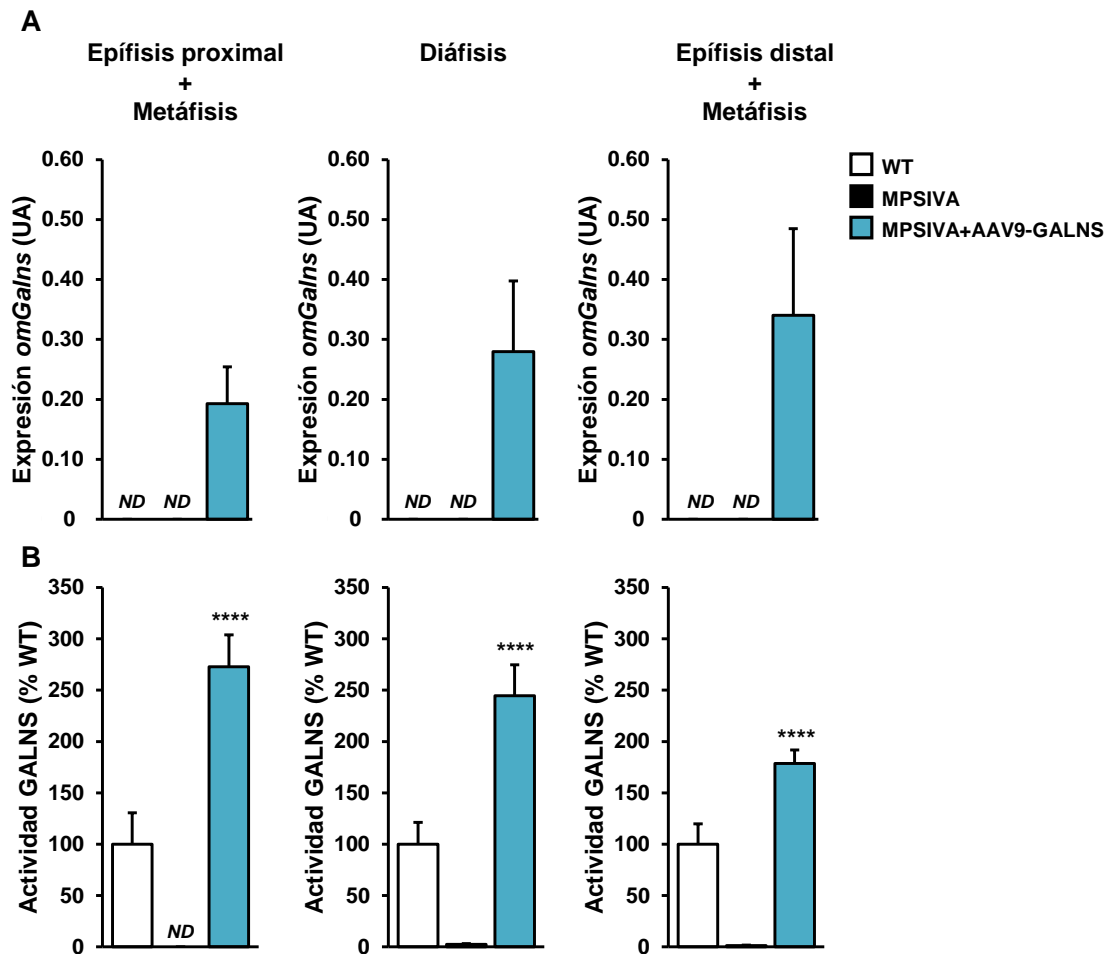 A
Epífisis proximal
+
Metáfisis
Diáfisis
Epífisis distal
+
Metáfisis
Expresión omGalns (UA)
0.60
0.50
0.40
0.30
0.20
0.10
0
ND ND
Expresión omGalns (UA)
0.60
0.50
0.40
0.30
0.20
0.10
0
ND ND
Expresión omGalns (UA)
0.60
0.50
0.40
0.30
0.20
0.10
0
ND ND
WT
MPSIVA
MPSIVA+AAV9-GALNS
B
Actividad GALNS (% WT)
350
300
250
200
150
100
50
0
ND
****
Actividad GALNS (% WT)
350
300
250
200
150
100
50
0
****
Actividad GALNS (% WT)
350
300
250
200
150
100
50
0
****